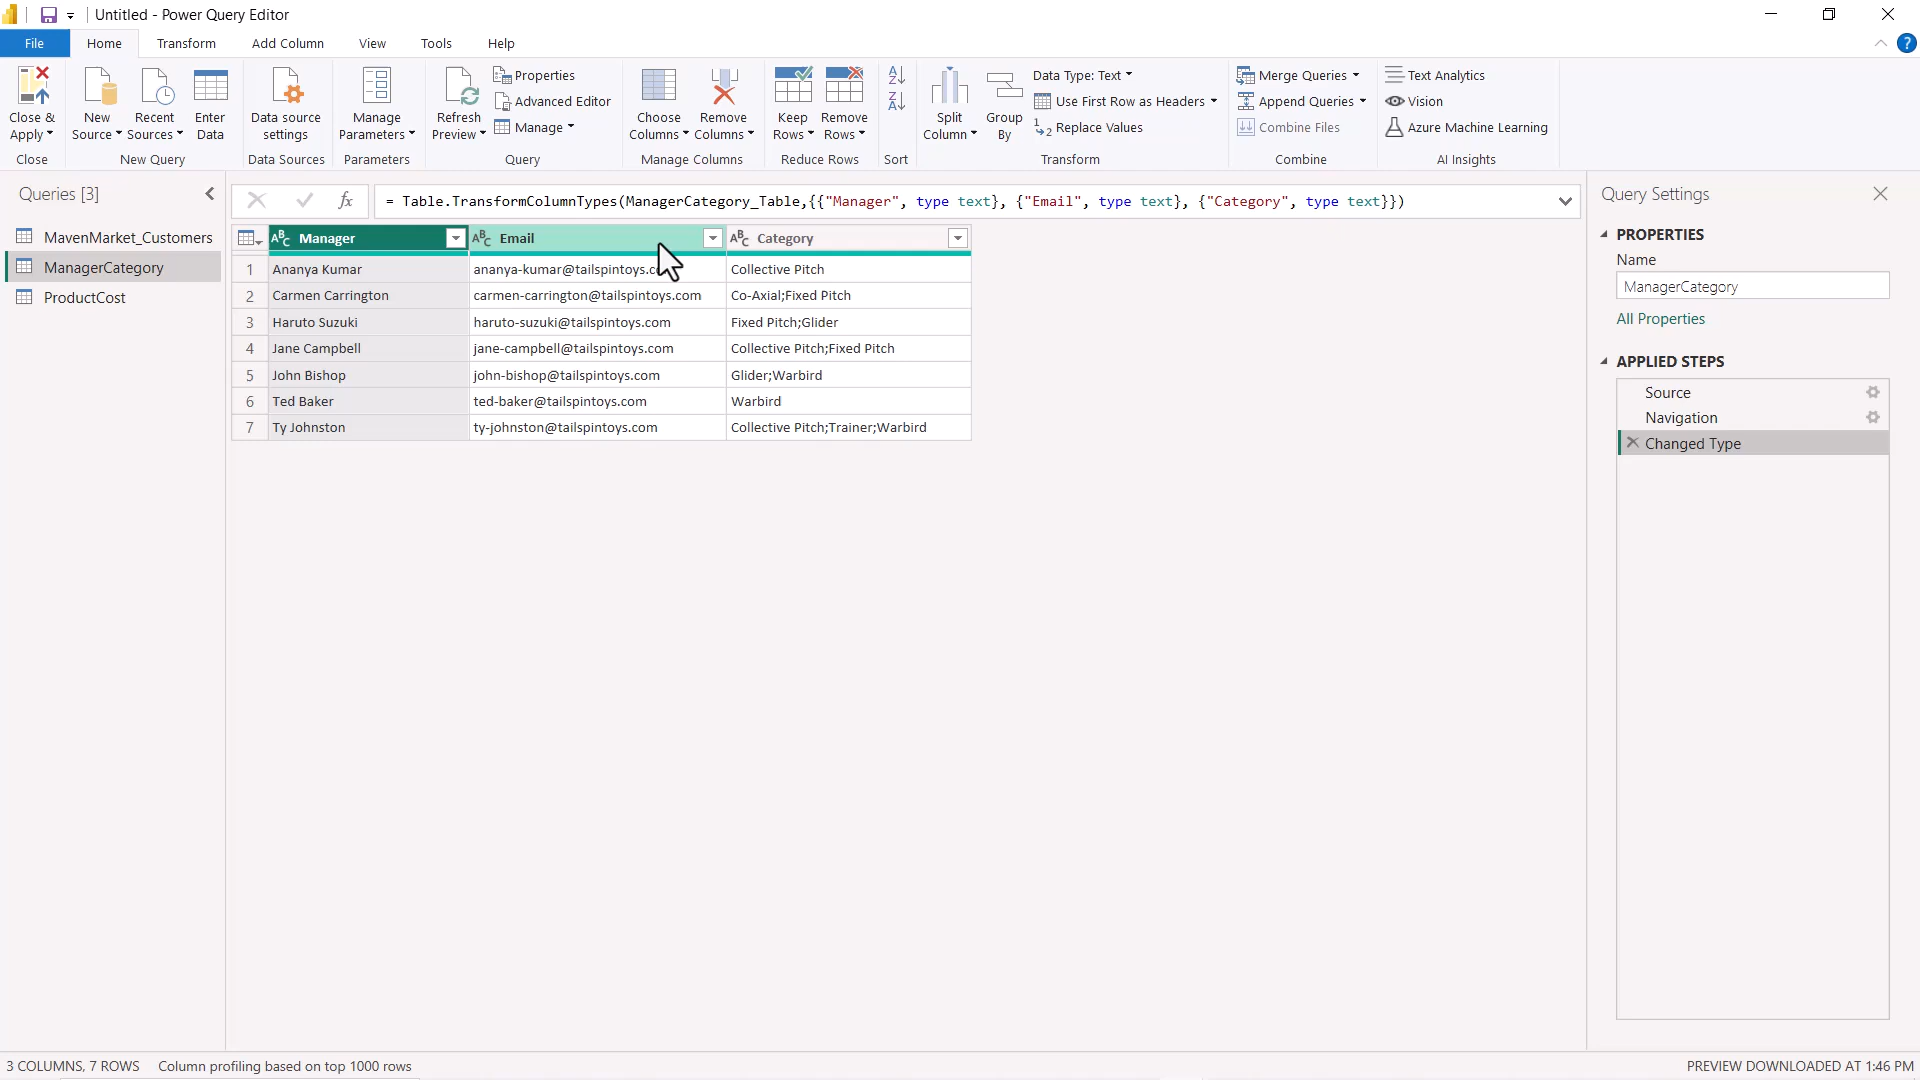 Untitled - Power Query Editor
File Home Transform Add Column View Tools Help
Close & Apply
New Source
Recent Sources
Enter Data
Data source settings
Manage Parameters
Refresh Preview
Properties
Advanced Editor
Manage
Choose Columns
Remove Columns
Keep Rows
Remove Rows
Split Column
Group By
Data Type: Text
Use First Row as Headers
Replace Values
Merge Queries
Append Queries
Combine Files
Text Analytics
Vision
Azure Machine Learning
Close New Query Data Sources Parameters Query Manage Columns Reduce Rows Sort Transform Combine AI Insights
Queries [3]
MavenMarket_Customers
ManagerCategory
ProductCost
fx = Table.TransformColumnTypes(ManagerCategory_Table,{{"Manager", type text}, {"Email", type text}, {"Category", type text}})
Manager Email Category
1 Ananya Kumar ananya-kumar@tailspintoys. Collective Pitch
2 Carmen Carrington carmen-carrington@tailspintoys.com Co-Axial;Fixed Pitch
3 Haruto Suzuki haruto-suzuki@tailspintoys.com Fixed Pitch;Glider
4 Jane Campbell jane-campbell@tailspintoys.com Collective Pitch;Fixed Pitch
5 John Bishop john-bishop@tailspintoys.com Glider;Warbird
6 Ted Baker ted-baker@tailspintoys.com Warbird
7 Ty Johnston ty-johnston@tailspintoys.com Collective Pitch;Trainer;Warbird
Query Settings
PROPERTIES
Name
ManagerCategory
All Properties
APPLIED STEPS
Source
Navigation
Changed Type
3 COLUMNS, 7 ROWS Column profiling based on top 1000 rows
PREVIEW DOWNLOADED AT 1:46 PM